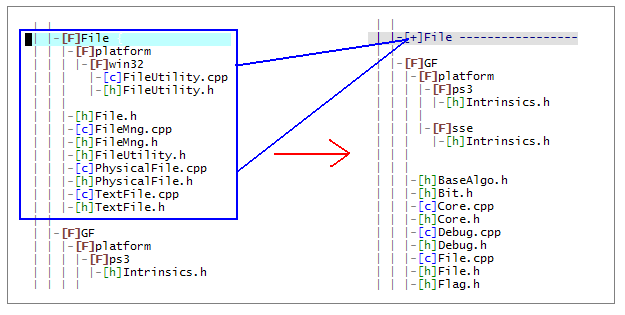 -[F]File
-[F]platform
-[F]win32
-[c]FileUtility.cpp
-[h]FileUtility.h
-[h]File.h
-[c]FileMng.cpp
-[h]FileMng.h
-[h]FileUtility.h
-[c]PhysicalFile.cpp
-[h]PhysicalFile.h
-[c]TextFile.cpp
-[h]TextFile.h
-[F]GF
-[F]platform
-[F]ps3
-[h]Intrinsics.h
-[+]File -----------------
-[F]GF
-[F]platform
-[F]ps3
-[h]Intrinsics.h
-[F]sse
-[h]Intrinsics.h
-[h]BaseAlgo.h
-[h]Bit.h
-[c]Core.cpp
-[h]Core.h
-[c]Debug.cpp
-[h]Debug.h
-[c]File.cpp
-[h]File.h
-[h]Flag.h